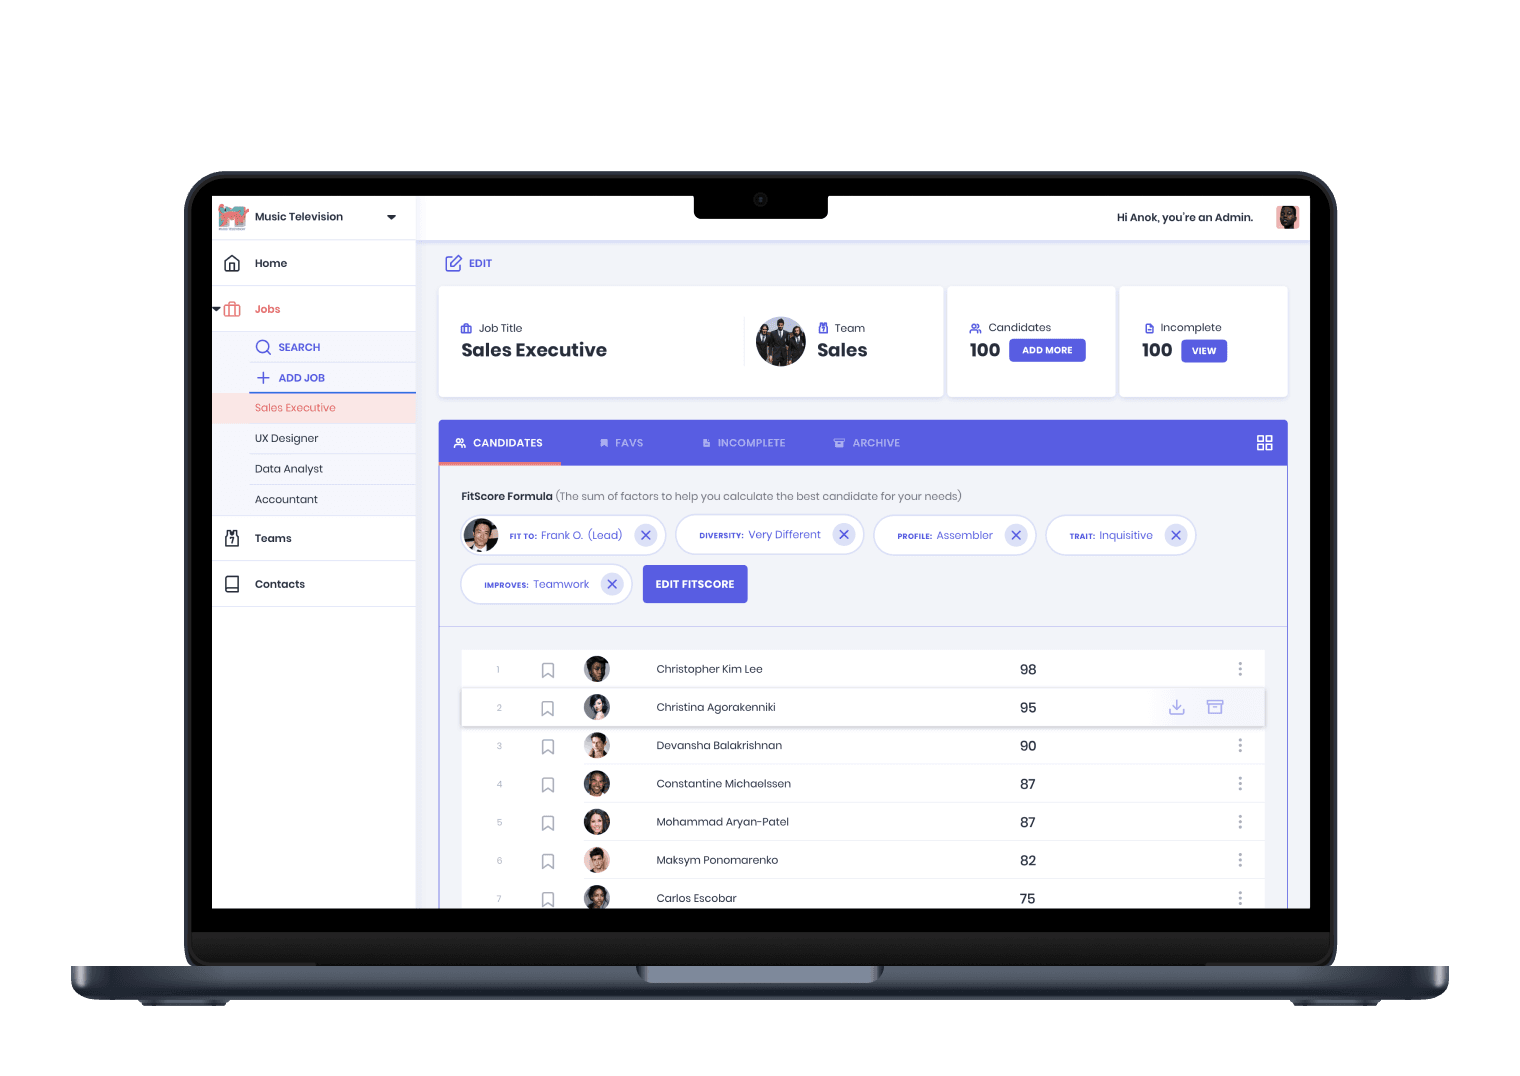 Music Television
Hi Anok, you're an Admin.
Home
EDIT
Jobs
SEARCH
ADD JOB
Sales Executive
UX Designer
Data Analyst
Accountant
Teams
Contacts
Job Title
Sales Executive
Team
Sales
Candidates
100 ADD MORE
Incomplete
100 VIEW
CANDIDATES FAVS INCOMPLETE ARCHIVE
FitScore Formula (The sum of factors to help you calculate the best candidate for your needs)
FIT TO: Frank O. (Lead) DIVERSITY: Very Different PROFILE: Assembler TRAIT: Inquisitive
IMPROVES: Teamwork EDIT FITSCORE
1 Christopher Kim Lee 98
2 Christina Agorakenniki 95
3 Devansha Balakrishnan 90
4 Constantine Michaelssen 87
5 Mohammad Aryan-Patel 87
6 Maksym Ponomarenko 82
7 Carlos Escobar 75